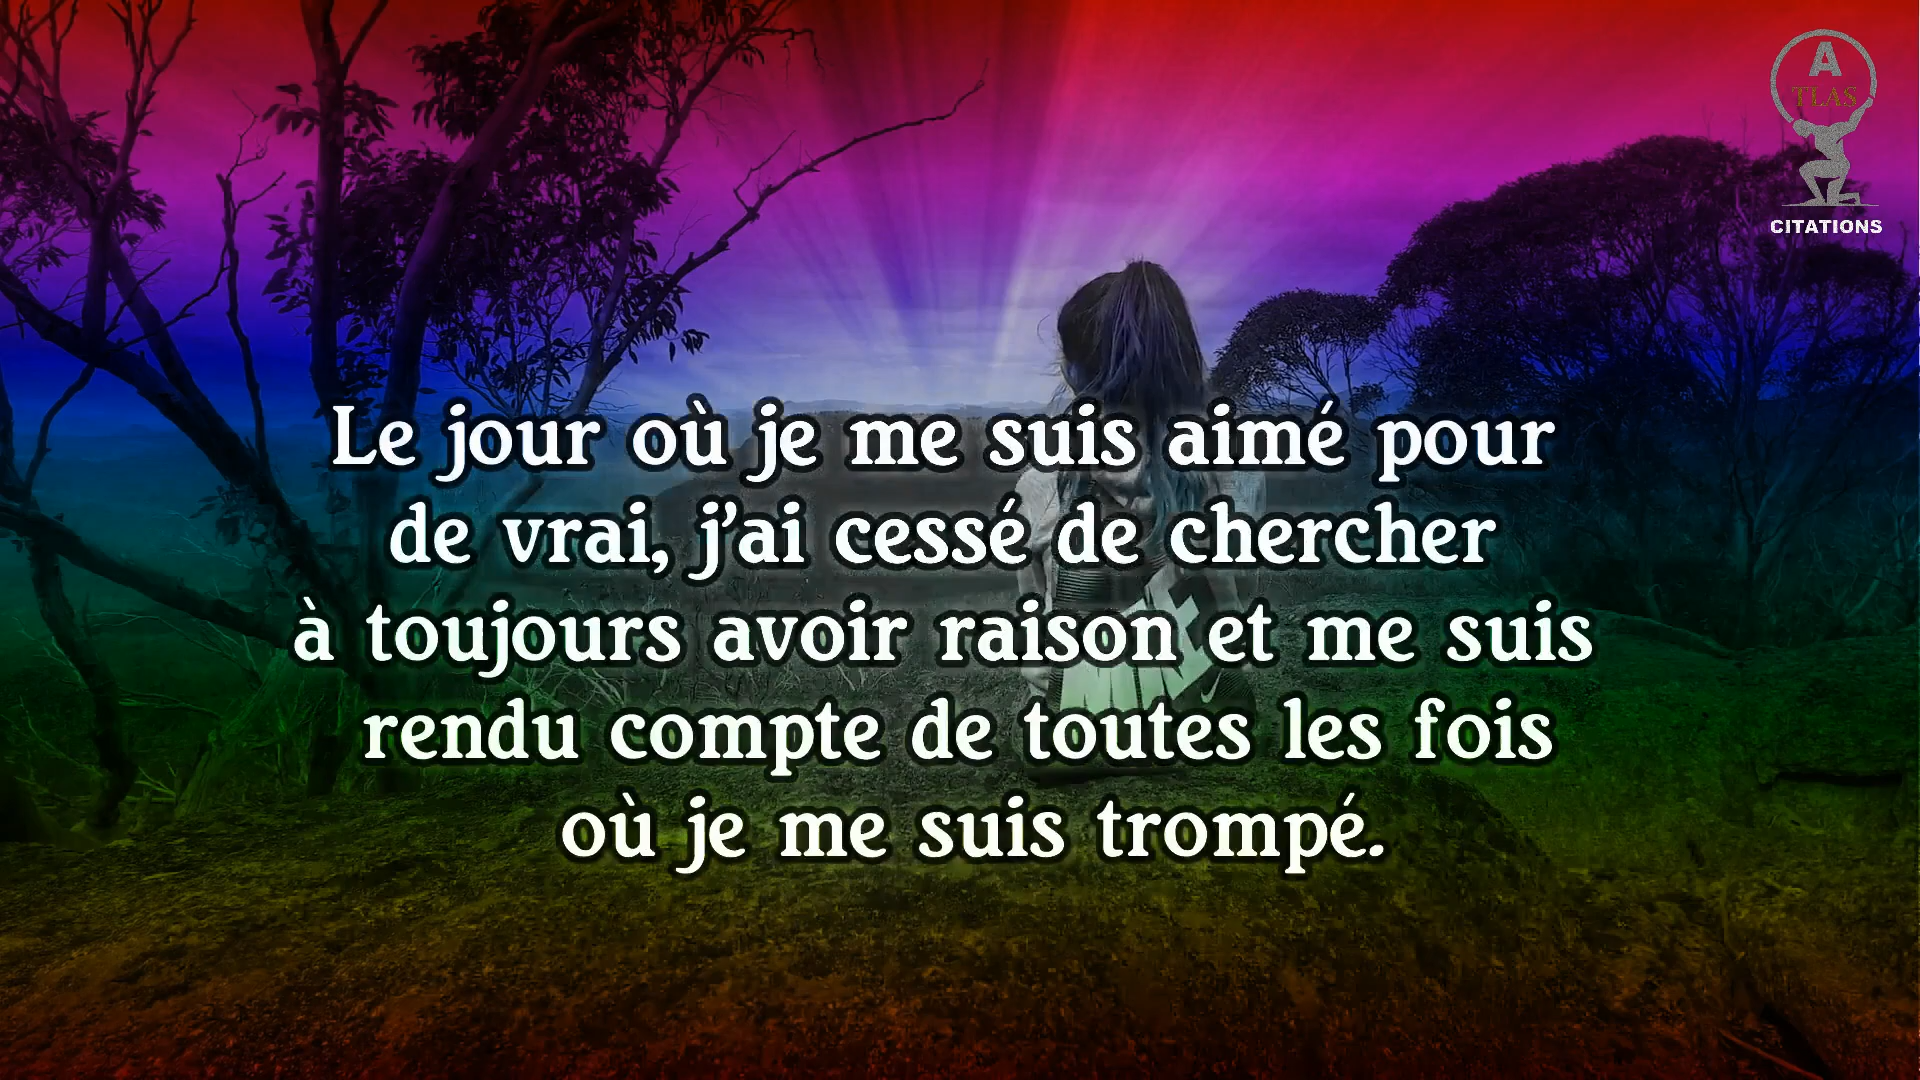 A
TLAS
CITATIONS
Le jour où je me suis aimé pour
de vrai, j'ai cessé de chercher
à toujours avoir raison et me suis
rendu compte de toutes les fois
où je me suis trompé.